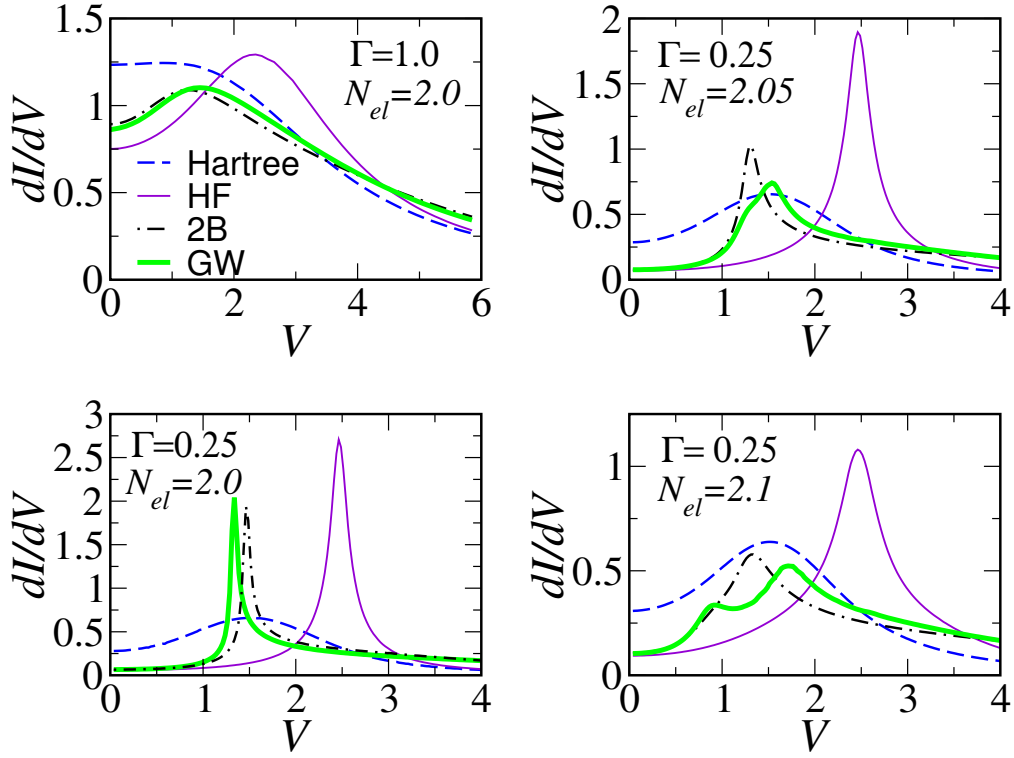 1.5
1
0.5
0
dI/dV
Γ=1.0
N_el=2.0
Hartree
HF
2B
GW
0 2 4 6
V
2
1.5
1
0.5
0
dI/dV
Γ= 0.25
N_el=2.05
0 1 2 3 4
V
3
2.5
2
1.5
1
0.5
0
dI/dV
Γ=0.25
N_el=2.0
0 1 2 3 4
V
1
0.5
0
dI/dV
Γ= 0.25
N_el=2.1
0 1 2 3 4
V